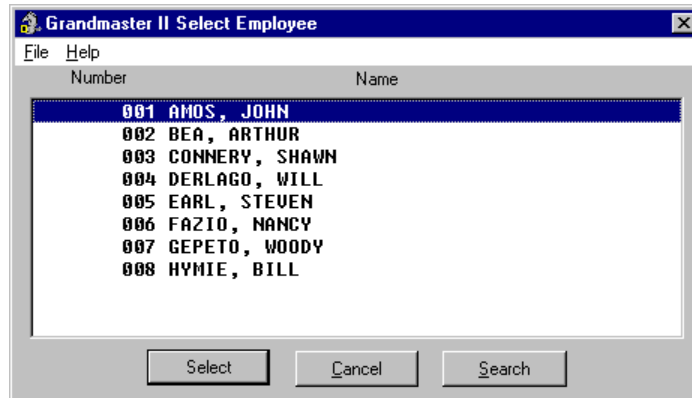 Grandmaster II Select Employee
File Help
Number Name
001 AMOS, JOHN
002 BEA, ARTHUR
003 CONNERY, SHAWN
004 DERLAGO, WILL
005 EARL, STEVEN
006 FAZIO, NANCY
007 GEPETO, WOODY
008 HYMIE, BILL
Select Cancel Search